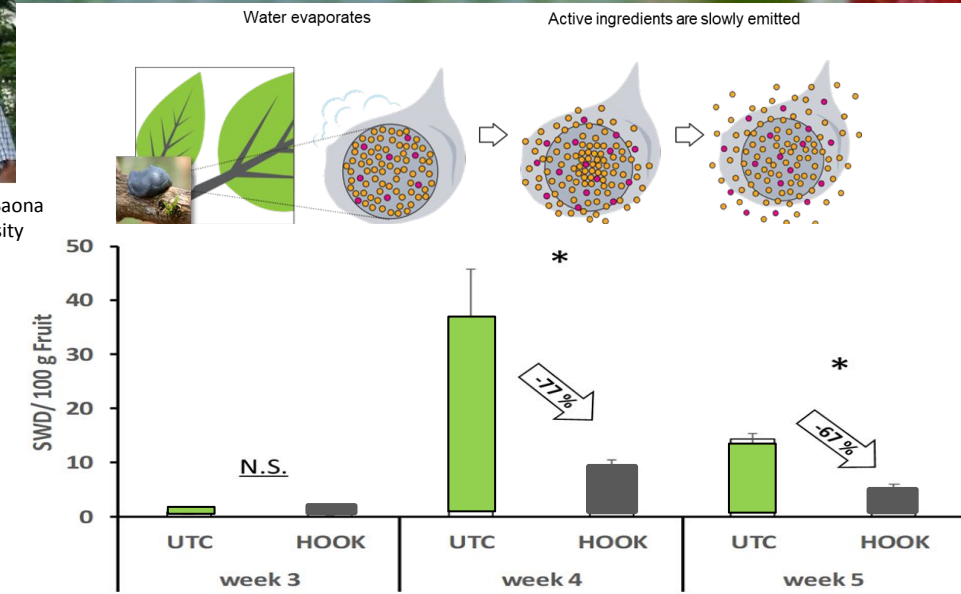 Water evaporates
Active ingredients are slowly emitted
Saona
sity
50
40
30
20
10
0
SWD/ 100 g Fruit
*
*
-77 %
-67 %
N.S.
UTC
HOOK
UTC
HOOK
UTC
HOOK
week 3
week 4
week 5